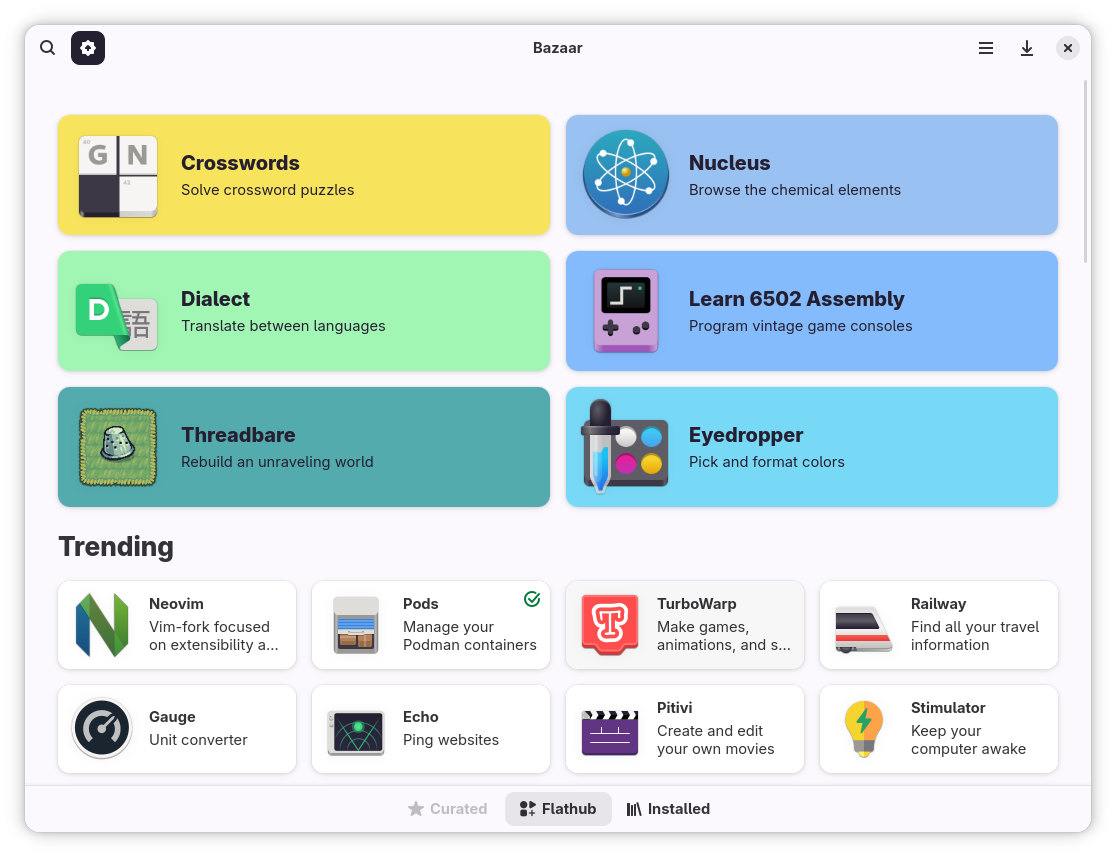 Bazaar
40
G N
41
Crosswords
Solve crossword puzzles
Nucleus
Browse the chemical elements
D 語
Dialect
Translate between languages
Learn 6502 Assembly
Program vintage game consoles
Threadbare
Rebuild an unraveling world
Eyedropper
Pick and format colors
Trending
Neovim
Vim-fork focused
on extensibility a…
Pods
Manage your
Podman containers
TurboWarp
Make games,
animations, and s…
Railway
Find all your travel
information
Gauge
Unit converter
Echo
Ping websites
Pitivi
Create and edit
your own movies
Stimulator
Keep your
computer awake
Curated
Flathub
Installed